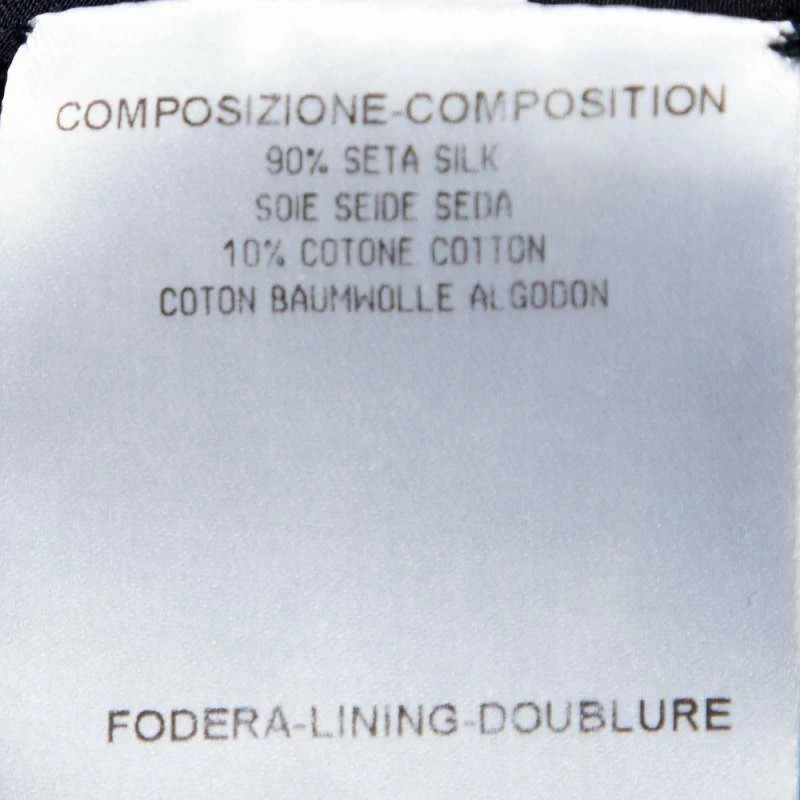 COMPOSIZIONE-COMPOSITION
90% SETA SILK
SOIE SEIDE SEDA
10% COTONE COTTON
COTON BAUMWOLLE ALGODON
FODERA-LINING-DOUBLURE